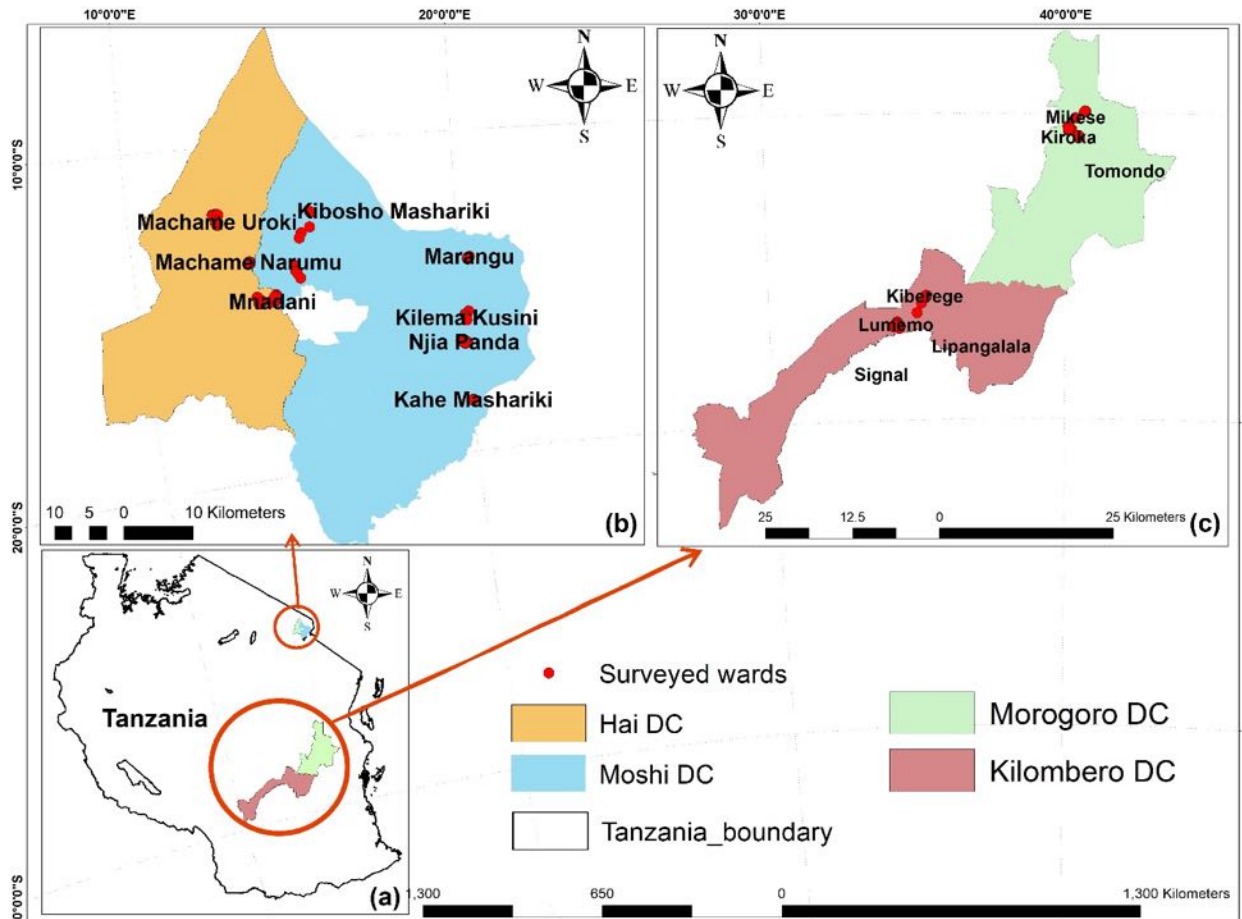 10°0'0"E
20°0'0"E
30°0'0"E
40°0'0"E
10°0'0"S
20°0'0"S
0°0'0"S
N
W
E
S
Machame Uroki
Kibosho Mashariki
Machame Narumu
Marangu
Mnadani
Kilema Kusini
Njia Panda
Kahe Mashariki
10 5 0 10 Kilometers
(b)
N
W
E
S
Mikese
Kiroka
Tomondo
Kiberege
Lumemo
Lipangalala
Signal
25 12.5 0 25 Kilometers
(c)
N
W
E
S
Tanzania
(a)
Surveyed wards
Hai DC
Moshi DC
Tanzania_boundary
Morogoro DC
Kilombero DC
1,300 650 0 1,300 Kilometers